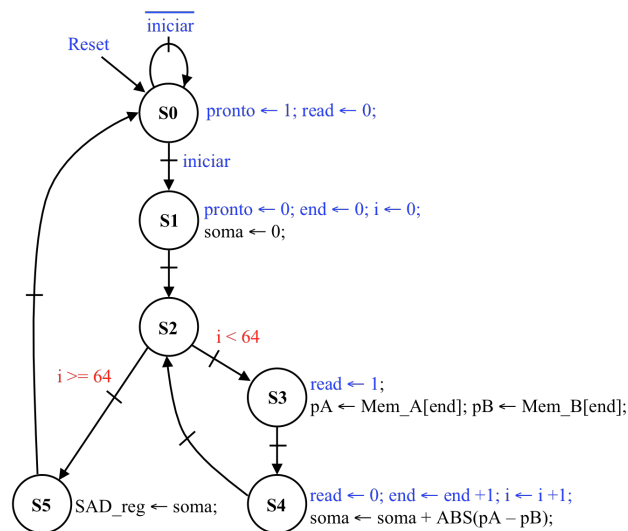 iniciar
Reset
S0
pronto ← 1; read ← 0;
iniciar
S1
pronto ← 0; end ← 0; i ← 0;
soma ← 0;
S2
i < 64
i >= 64
S3
read ← 1;
pA ← Mem_A[end]; pB ← Mem_B[end];
S5
SAD_reg ← soma;
S4
read ← 0; end ← end +1; i ← i +1;
soma ← soma + ABS(pA – pB);